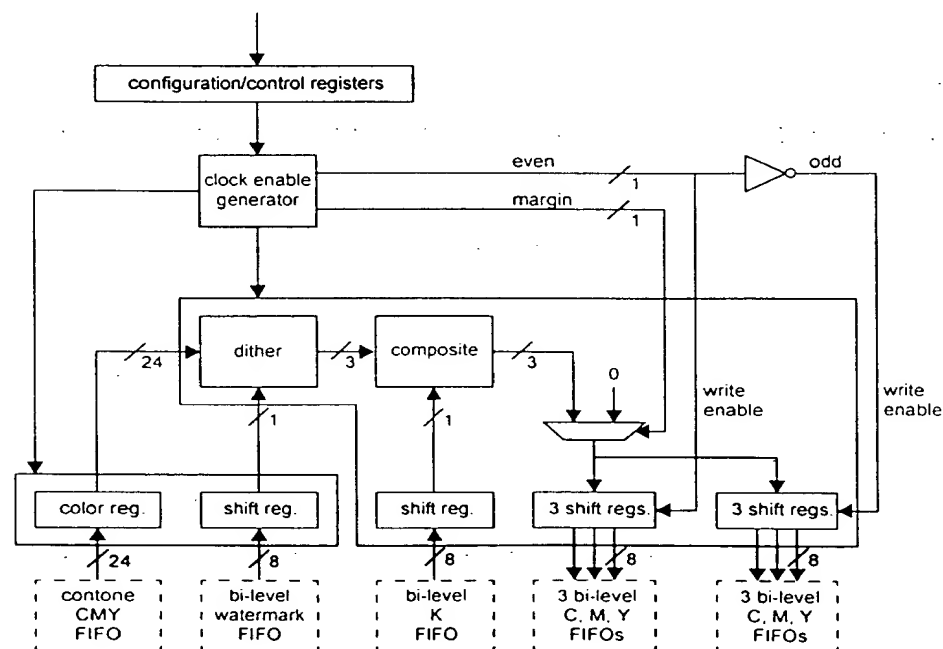 configuration/control registers
clock enable
generator
even
1
odd
margin
1
dither
composite
24
3
3
0
1
1
write
enable
write
enable
color reg.
shift reg.
shift reg.
3 shift regs.
3 shift regs.
24
8
8
8
8
contone
CMY
FIFO
bi-level
watermark
FIFO
bi-level
K
FIFO
3 bi-level
C, M, Y
FIFOs
3 bi-level
C, M, Y
FIFOs